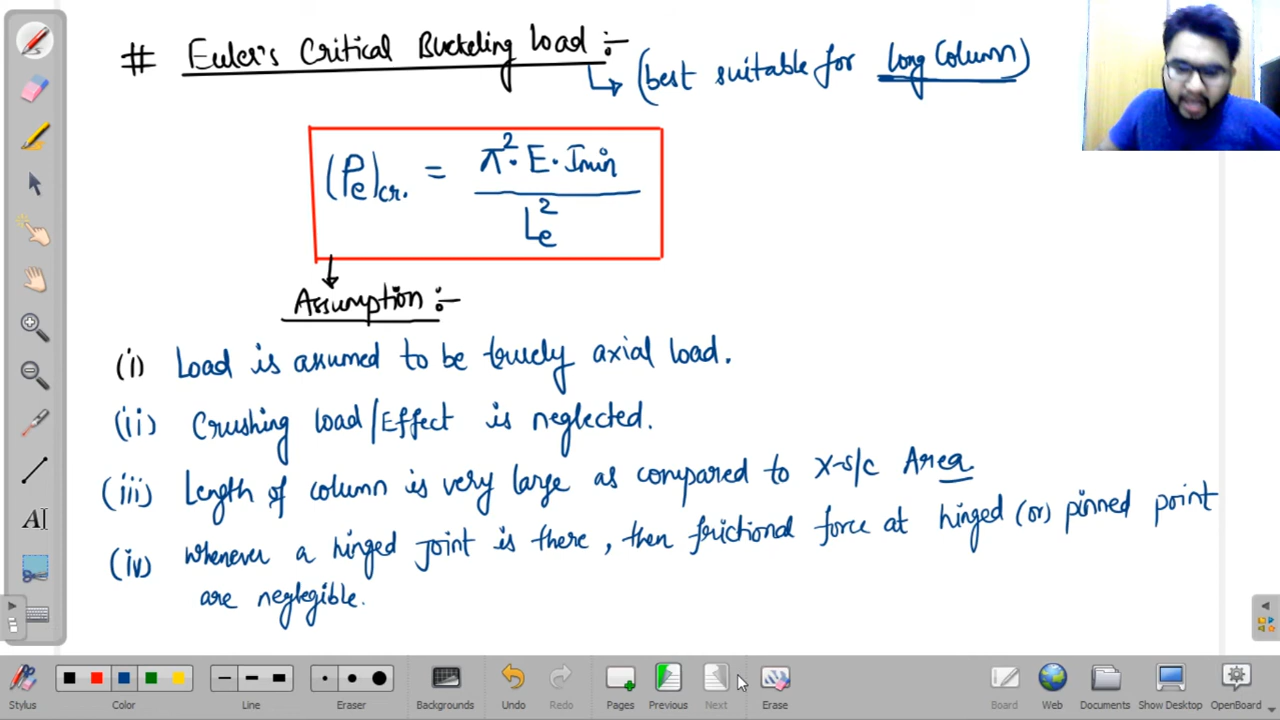 # Euler's Critical Buckling load :-
(best suitable for long Column)
(Pe)cr. = π². E. Imin / Le²
Assumption :-
(i) Load is assumed to be truely axial load.
(ii) Crushing load/Effect is neglected.
(iii) Length of column is very large as compared to X-s/c Area
(iv) Whenever a hinged joint is there, then frictional force at hinged (or) pinned point
are neglegible.
AI
Stylus
Color
Line
Eraser
Backgrounds
Undo
Redo
Pages
Previous
Next
Erase
Board
Web
Documents
Show Desktop
OpenBoard